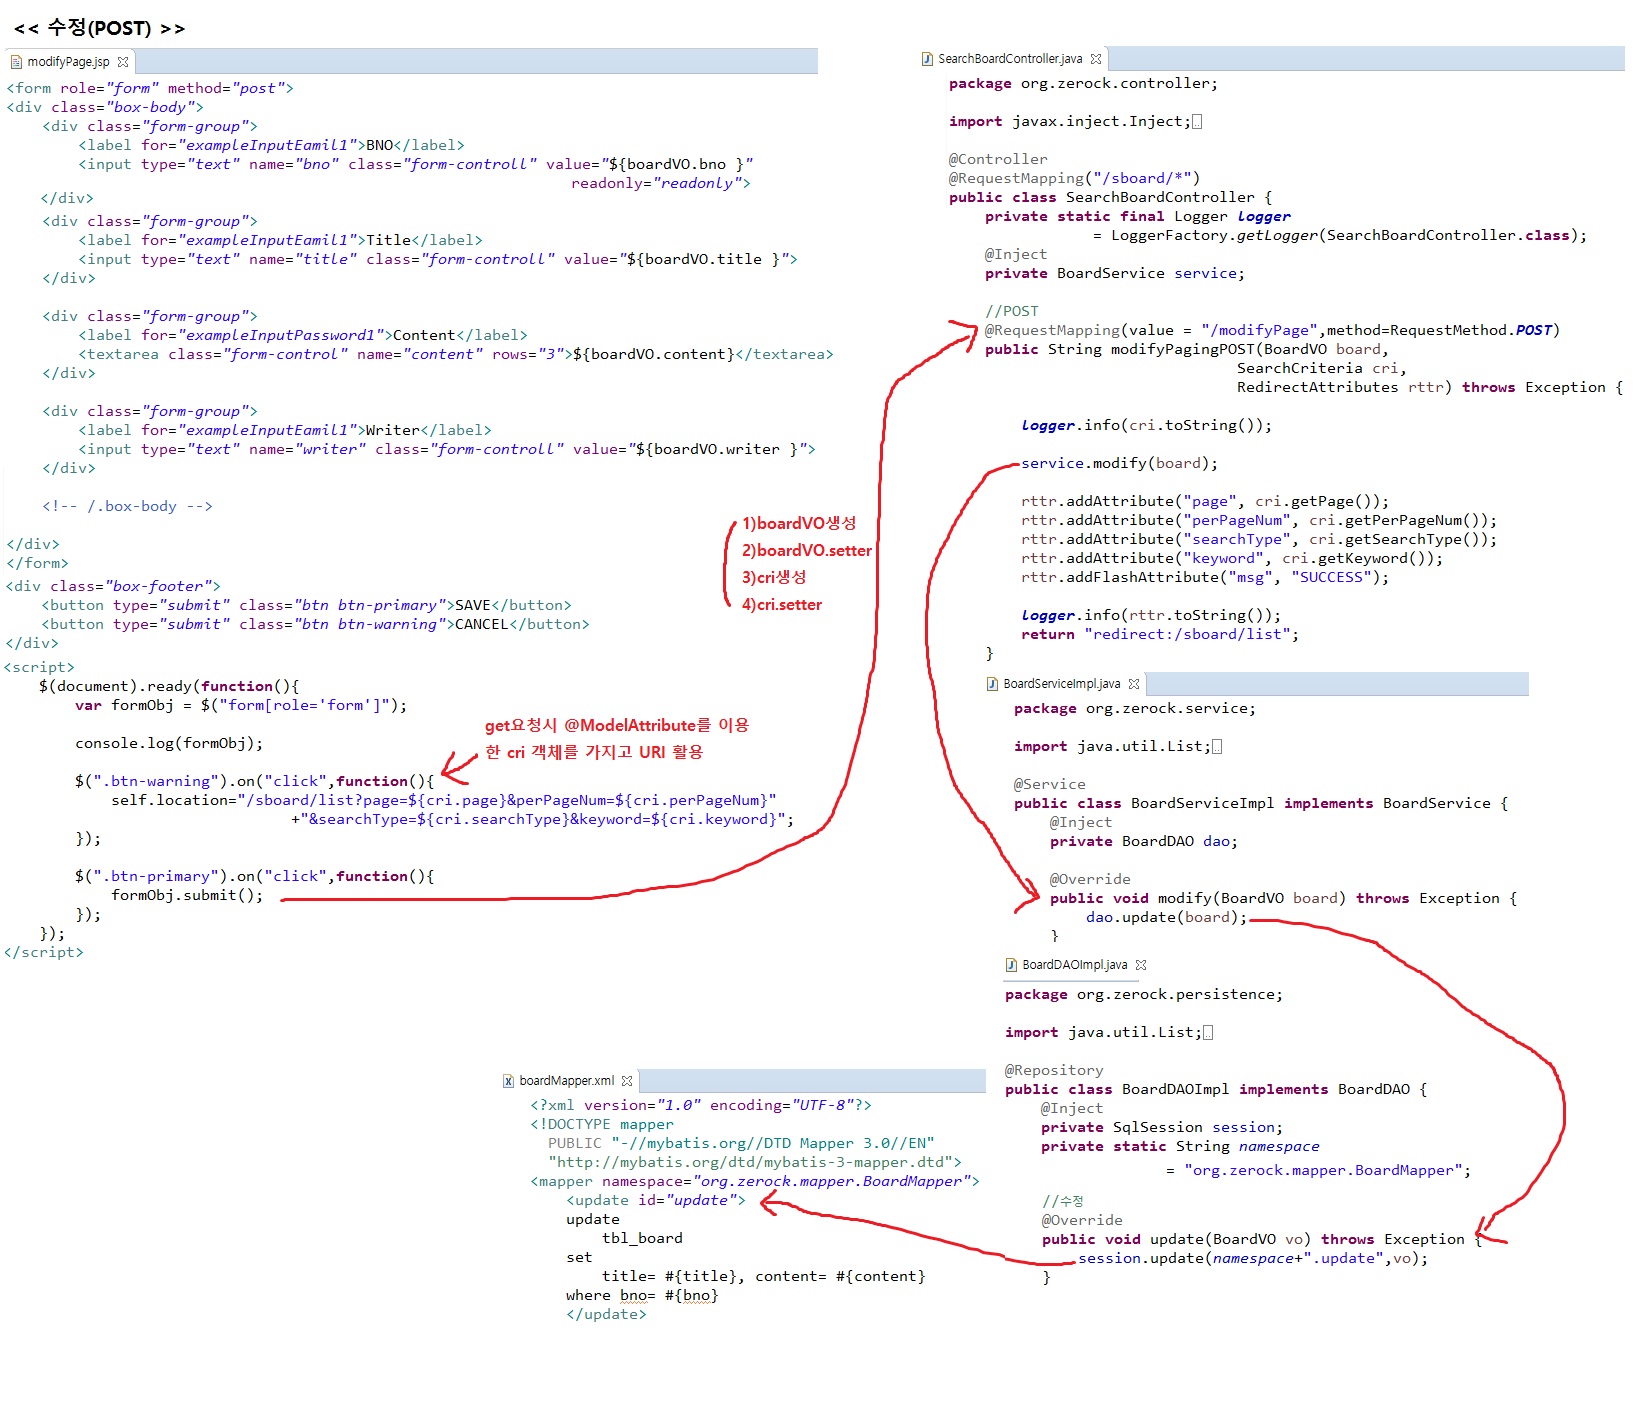 << 수정(POST) >>
modifyPage.jsp
<form role="form" method="post">
<div class="box-body">
<div class="form-group">
<label for="exampleInputEamil1">BNO</label>
<input type="text" name="bno" class="form-controll" value="${boardVO.bno }"
readonly="readonly">
</div>
<div class="form-group">
<label for="exampleInputEamil1">Title</label>
<input type="text" name="title" class="form-controll" value="${boardVO.title }">
</div>
<div class="form-group">
<label for="exampleInputPassword1">Content</label>
<textarea class="form-control" name="content" rows="3">${boardVO.content}</textarea>
</div>
<div class="form-group">
<label for="exampleInputEamil1">Writer</label>
<input type="text" name="writer" class="form-controll" value="${boardVO.writer }">
</div>
<!-- /.box-body -->
</div>
</form>
<div class="box-footer">
<button type="submit" class="btn btn-primary">SAVE</button>
<button type="submit" class="btn btn-warning">CANCEL</button>
</div>
<script>
$(document).ready(function(){
var formObj = $("form[role='form']");
console.log(formObj);
$(".btn-warning").on("click",function(){
self.location="/sboard/list?page=${cri.page}&perPageNum=${cri.perPageNum}"
+"&searchType=${cri.searchType}&keyword=${cri.keyword}";
});
$(".btn-primary").on("click",function(){
formObj.submit();
});
});
</script>
get요청시 @ModelAttribute를 이용
한 cri 객체를 가지고 URI 활용
1)boardVO생성
2)boardVO.setter
3)cri생성
4)cri.setter
SearchBoardController.java
package org.zerock.controller;
import javax.inject.Inject;
@Controller
@RequestMapping("/sboard/*")
public class SearchBoardController {
private static final Logger logger
= LoggerFactory.getLogger(SearchBoardController.class);
@Inject
private BoardService service;
//POST
@RequestMapping(value = "/modifyPage",method=RequestMethod.POST)
public String modifyPagingPOST(BoardVO board,
SearchCriteria cri,
RedirectAttributes rttr) throws Exception {
logger.info(cri.toString());
service.modify(board);
rttr.addAttribute("page", cri.getPage());
rttr.addAttribute("perPageNum", cri.getPerPageNum());
rttr.addAttribute("searchType", cri.getSearchType());
rttr.addAttribute("keyword", cri.getKeyword());
rttr.addFlashAttribute("msg", "SUCCESS");
logger.info(rttr.toString());
return "redirect:/sboard/list";
}
BoardServiceImpl.java
package org.zerock.service;
import java.util.List;
@Service
public class BoardServiceImpl implements BoardService {
@Inject
private BoardDAO dao;
@Override
public void modify(BoardVO board) throws Exception {
dao.update(board);
}
BoardDAOImpl.java
package org.zerock.persistence;
import java.util.List;
@Repository
public class BoardDAOImpl implements BoardDAO {
@Inject
private SqlSession session;
private static String namespace
= "org.zerock.mapper.BoardMapper";
//수정
@Override
public void update(BoardVO vo) throws Exception {
session.update(namespace+".update",vo);
}
boardMapper.xml
<?xml version="1.0" encoding="UTF-8"?>
<!DOCTYPE mapper
PUBLIC "-//mybatis.org//DTD Mapper 3.0//EN"
"http://mybatis.org/dtd/mybatis-3-mapper.dtd">
<mapper namespace="org.zerock.mapper.BoardMapper">
<update id="update">
update
tbl_board
set
title= #{title}, content= #{content}
where bno= #{bno}
</update>